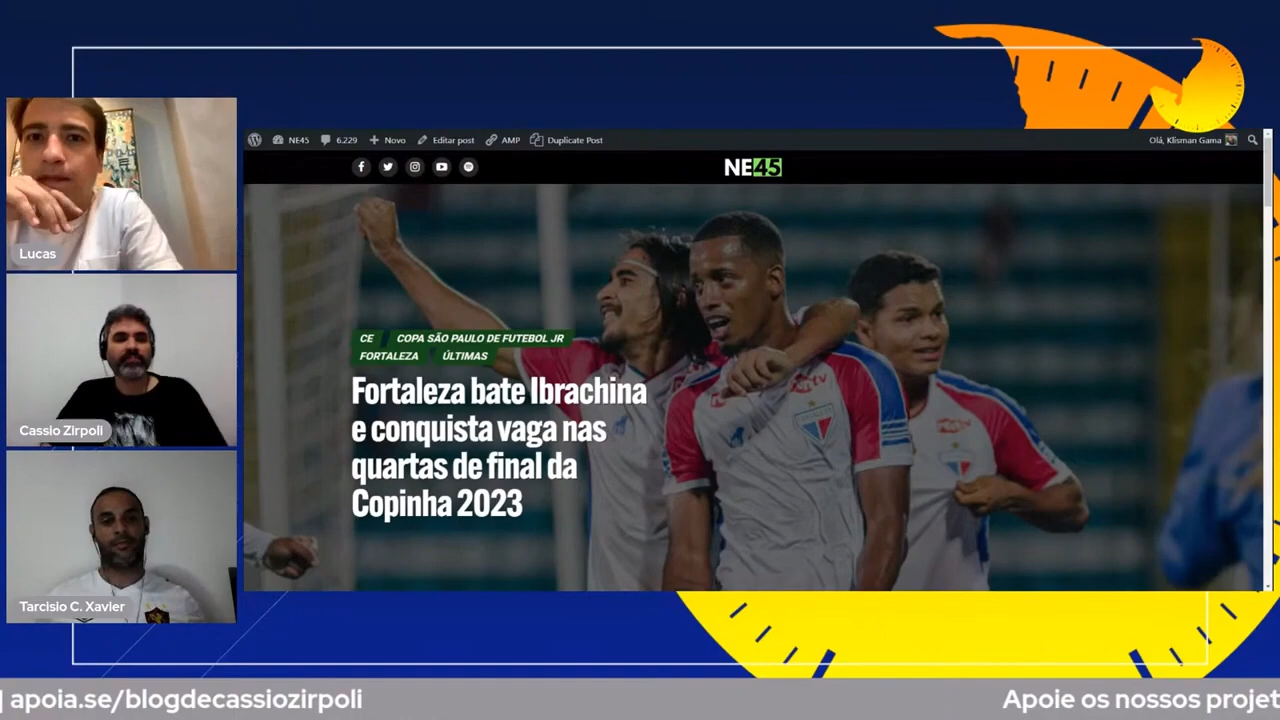 NE45
6.229
Novo
Editar post
AMP
Duplicate Post
Olá, Klisman Gama
NE45
CE
COPA SÃO PAULO DE FUTEBOL JR
FORTALEZA
ÚLTIMAS
Fortaleza bate Ibrachina
e conquista vaga nas
quartas de final da
Copinha 2023
Lucas
Cassio Zirpoli
Tarcisio C. Xavier
| apoia.se/blogdecassiozirpoli
Apoie os nossos projet